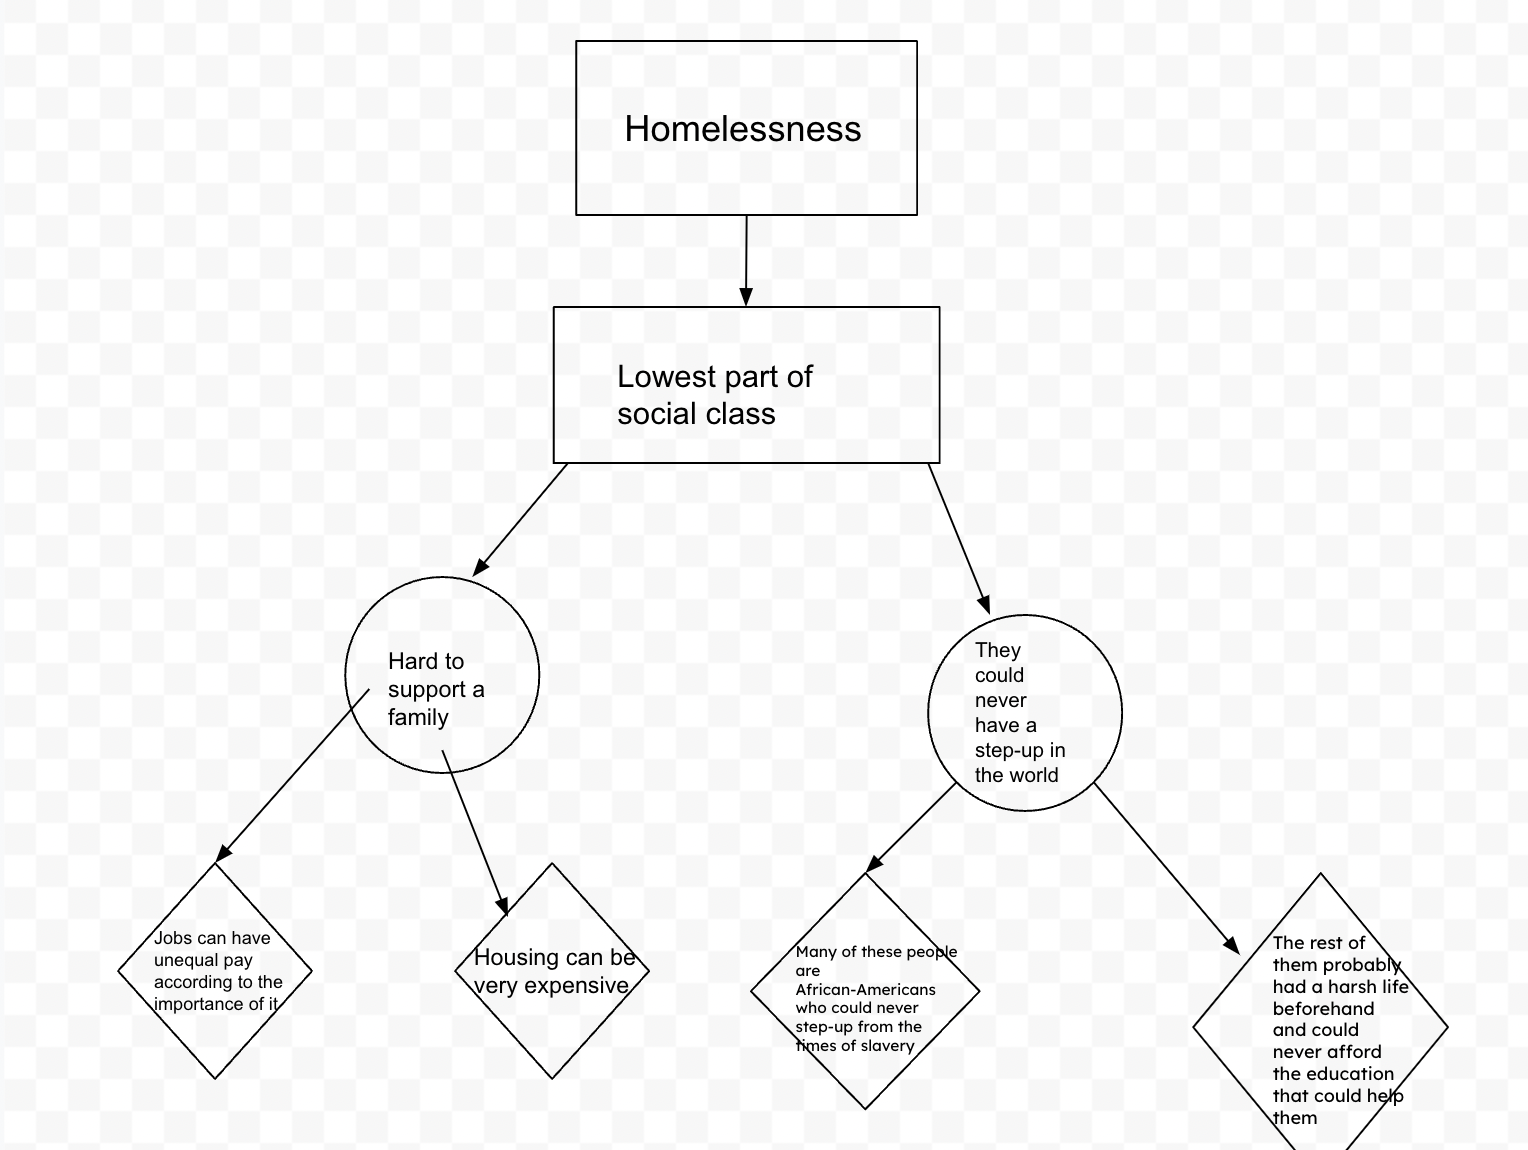 Homelessness
Lowest part of
social class
Hard to
support a
family
They
could
never
have a
step-up in
the world
Jobs can have
unequal pay
according to the
importance of it
Housing can be
very expensive
Many of these people
are
African-Americans
who could never
step-up from the
times of slavery
The rest of
them probably
had a harsh life
beforehand
and could
never afford
the education
that could help
them